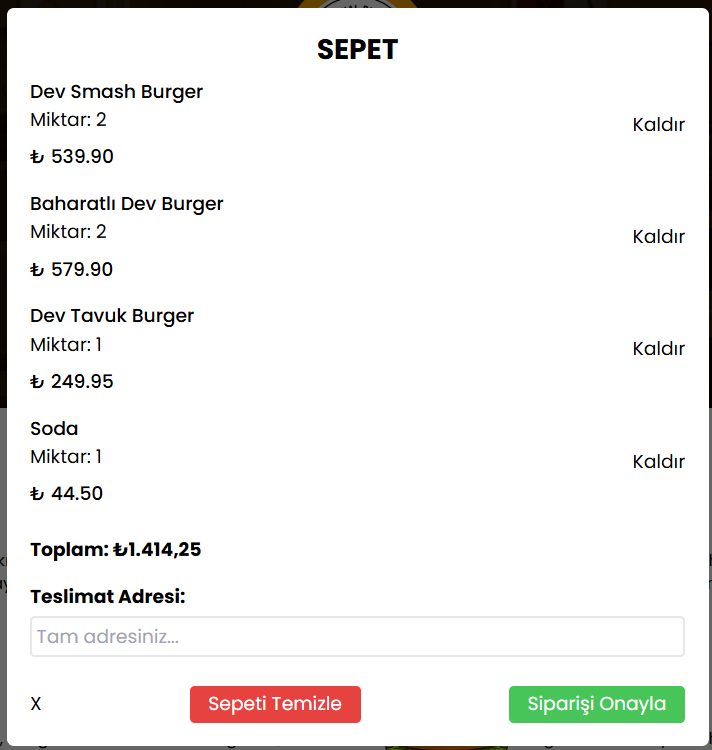 SEPET
Dev Smash Burger
Miktar: 2
Kaldır
₺ 539.90
Baharatlı Dev Burger
Miktar: 2
Kaldır
₺ 579.90
Dev Tavuk Burger
Miktar: 1
Kaldır
₺ 249.95
Soda
Miktar: 1
Kaldır
₺ 44.50
Toplam: ₺1.414,25
Teslimat Adresi:
Tam adresiniz...
X Sepeti Temizle Siparişi Onayla